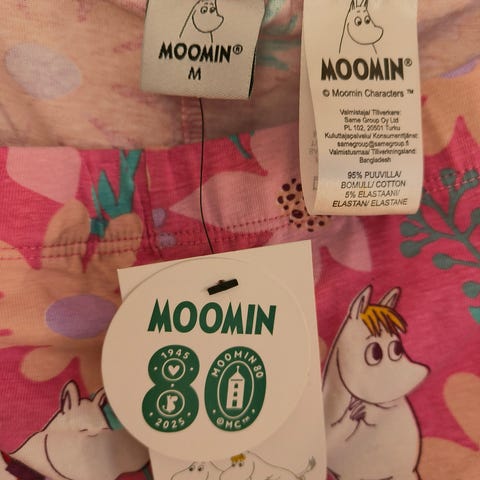 MOOMIN®
M
MOOMIN®
© Moomin Characters ™
Valmistaja/ Tillverkare:
Same Group Oy Ltd
PL 102, 20501 Turku
Kuluttajapalvelu/ Konsumenttjänst:
samegroup@samegroup.fi
Valmistusmaa/ Tillverkningsland:
Bangladesh
95% PUUVILLA/
BOMULL/ COTTON
5% ELASTAANI/
ELASTAN/ ELASTANE
MOOMIN
80
1945
2025
MOOMIN 80
©MC™